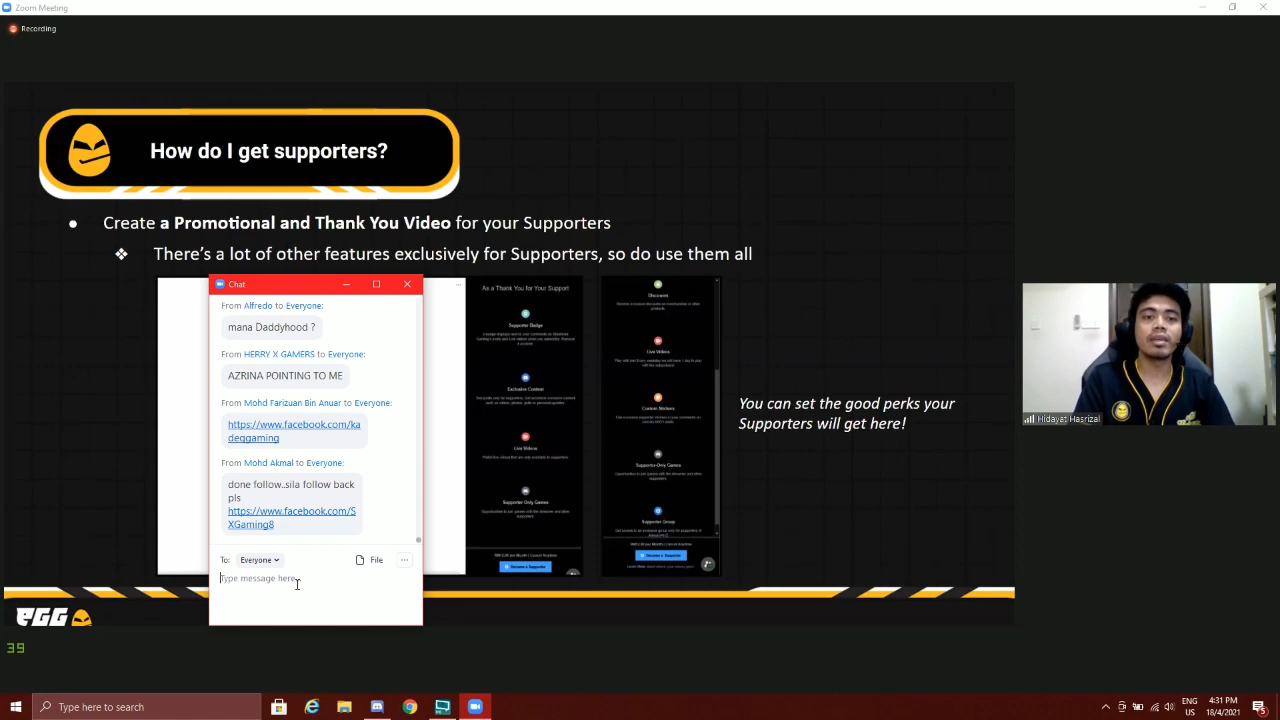 Zoom Meeting
Recording
How do I get supporters?
Create a Promotional and Thank You Video for your Supporters
There's a lot of other features exclusively for Supporters, so do use them all
Chat
From Alfredo to Everyone:
mana Daddyhood ?
From HERRY X GAMERS to Everyone:
AZRINA POINTING TO ME
From Mohd Farizuan Bin Anuar to Everyone:
https://www.facebook.com/ka
deggaming
From Mohd Akmal to Everyone:
done follow..sila follow back
pls
https://www.facebook.com/S
XGaming8
To: Everyone
File
Type message here...
As a Thank You for Your Support
Supporter Badge
Exclusive Content
Live Videos
Supporter-Only Games
Become a Supporter
Discounts
Live Videos
Custom Stickers
Supporter-Only Games
Supporter Group
Become a Supporter
You can set the good perks your
Supporters will get here!
Hidayat Hasrizal
egg
39
Type here to search
ENG
US
4:31 PM
18/4/2021
5